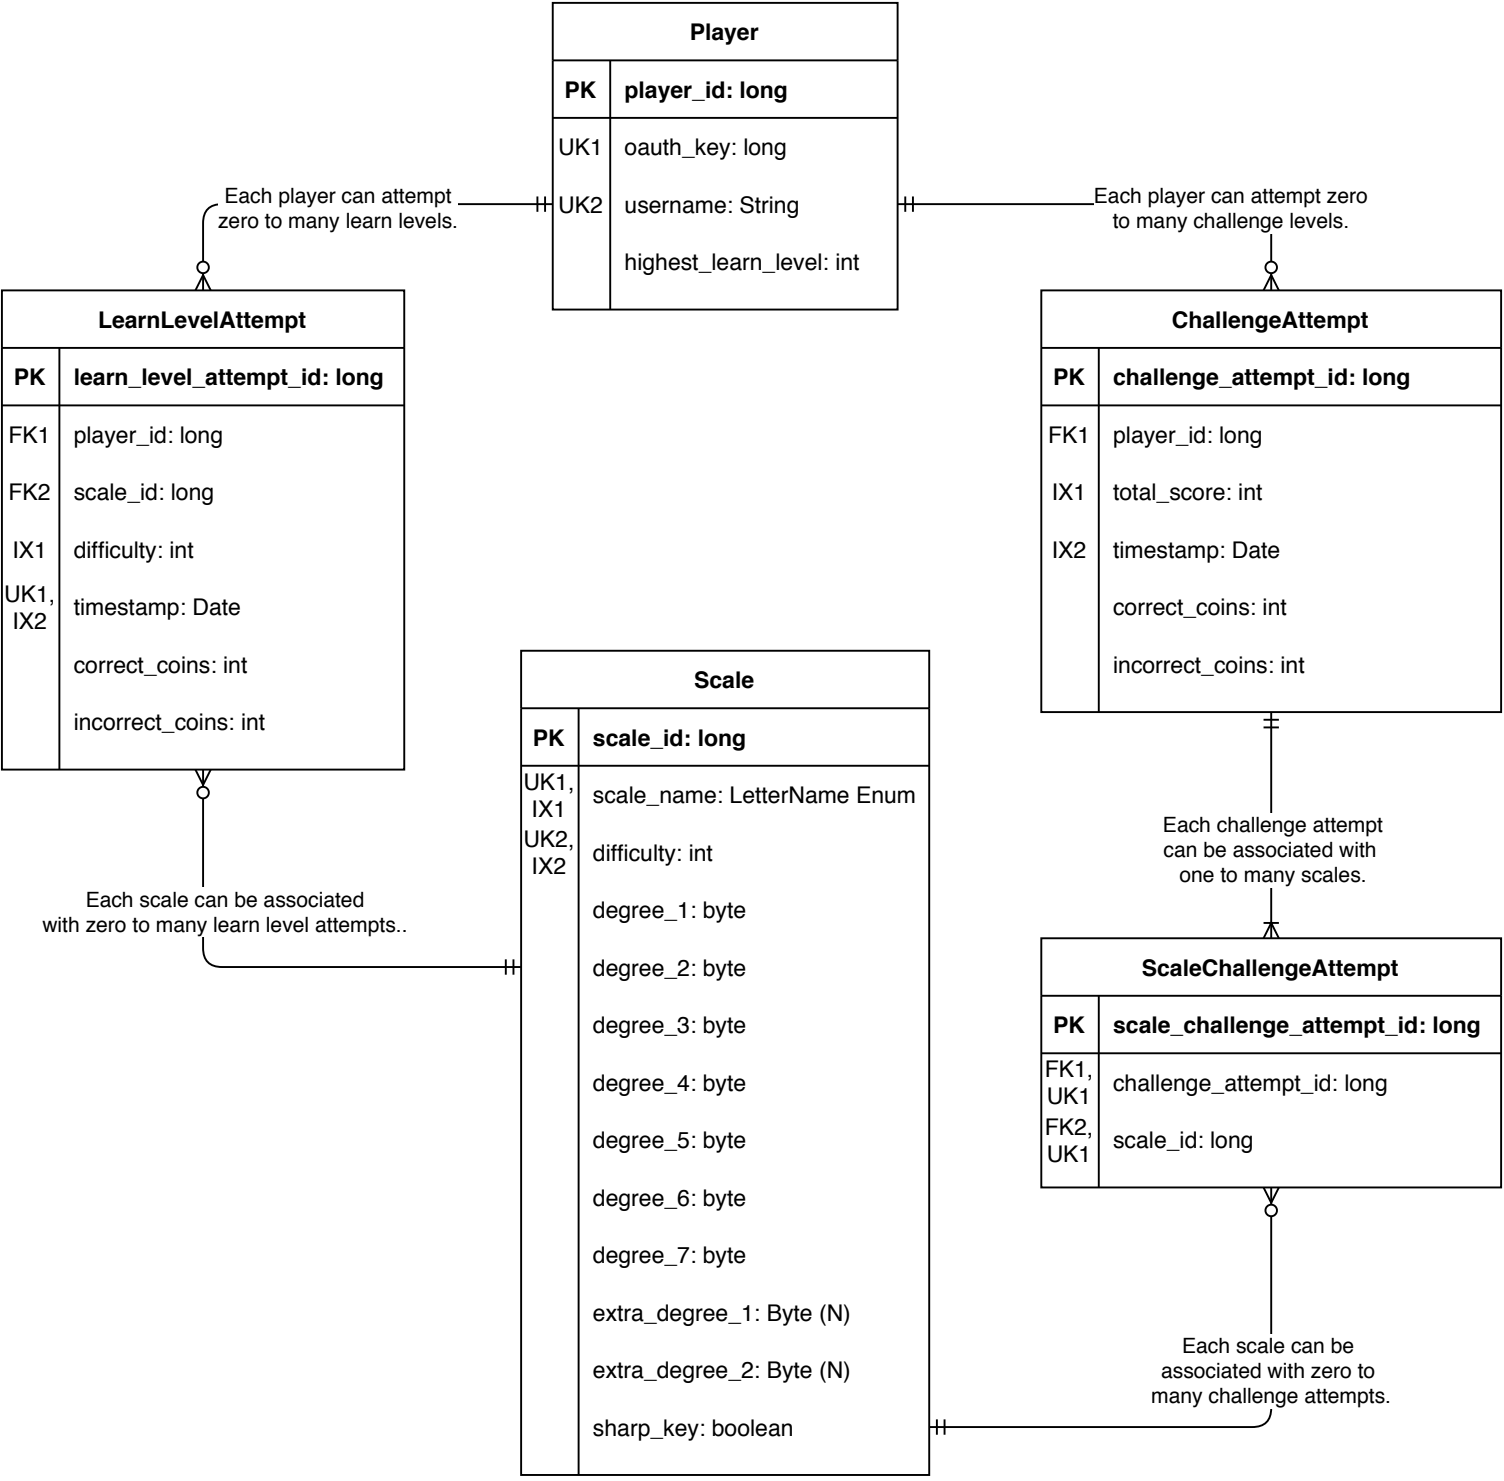 Player
PK player_id: long
UK1 oauth_key: long
UK2 username: String
highest_learn_level: int
Each player can attempt
zero to many learn levels.
Each player can attempt zero
to many challenge levels.
LearnLevelAttempt
PK learn_level_attempt_id: long
FK1 player_id: long
FK2 scale_id: long
IX1 difficulty: int
UK1,
IX2
timestamp: Date
correct_coins: int
incorrect_coins: int
ChallengeAttempt
PK challenge_attempt_id: long
FK1 player_id: long
IX1 total_score: int
IX2 timestamp: Date
correct_coins: int
incorrect_coins: int
Each scale can be associated
with zero to many learn level attempts..
Scale
PK scale_id: long
UK1,
IX1
scale_name: LetterName Enum
UK2,
IX2
difficulty: int
degree_1: byte
degree_2: byte
degree_3: byte
degree_4: byte
degree_5: byte
degree_6: byte
degree_7: byte
extra_degree_1: Byte (N)
extra_degree_2: Byte (N)
sharp_key: boolean
Each challenge attempt
can be associated with
one to many scales.
ScaleChallengeAttempt
PK scale_challenge_attempt_id: long
FK1,
UK1
challenge_attempt_id: long
FK2,
UK1
scale_id: long
Each scale can be
associated with zero to
many challenge attempts.